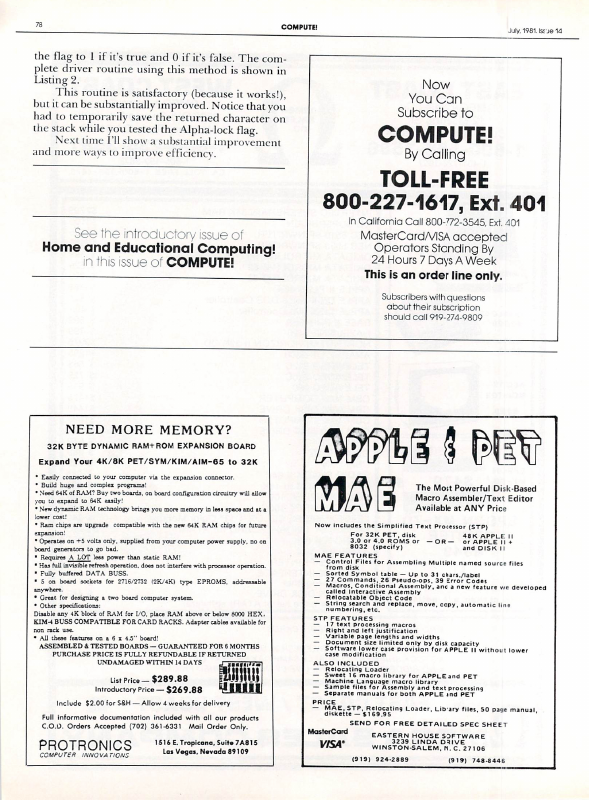 78
COMPUTE!
July, 1981. Issue 14
the flag to 1 if it's true and 0 if it's false. The com-
plete driver routine using this method is shown in
Listing 2.
This routine is satisfactory (because it works!),
but it can be substantially improved. Notice that you
had to temporarily save the returned character on
the stack while you tested the Alpha-lock flag.
Next time I'll show a substantial improvement
and more ways to improve efficiency.
See the introductory issue of
Home and Educational Computing!
in this issue of COMPUTE!
Now
You Can
Subscribe to
COMPUTE!
By Calling
TOLL-FREE
800-227-1617, Ext. 401
In California Call 800-772-3545, Ext. 401
MasterCard/VISA accepted
Operators Standing By
24 Hours 7 Days A Week
This is an order line only.
Subscribers with questions
about their subscription
should call 919-274-9809
NEED MORE MEMORY?
32K BYTE DYNAMIC RAM+ROM EXPANSION BOARD
Expand Your 4K/8K PET/SYM/KIM/AIM-65 to 32K
* Easily connected to your computer via the expansion connector.
* Build huge and complex programs!
* Need 64K of RAM? Buy two boards, on board configuration circuitry will allow
you to expand to 64K easily!
* New dynamic RAM technology brings you more memory in less space and at a
lower cost!
* Ram chips are upgrade compatible with the new 64K RAM chips for future
expansion!
* Operates on +5 volts only, supplied from your computer power supply, no on
board generators to go bad.
* Requires A LOT less power than static RAM!
* Has full invisible refresh operation, does not interfere with processor operation.
* Fully buffered DATA BUSS.
* 5 on board sockets for 2716/2732 (2K/4K) type EPROMS, addressable
anywhere.
* Great for designing a two board computer system.
* Other specifications:
Disable any 4K block of RAM for I/O, place RAM above or below 8000 HEX.
KIM-4 BUSS COMPATIBLE FOR CARD RACKS. Adapter cables available for
non rack use.
* All these features on a 6 x 4.5" board!
ASSEMBLED & TESTED BOARDS — GUARANTEED FOR 6 MONTHS
PURCHASE PRICE IS FULLY REFUNDABLE IF RETURNED
UNDAMAGED WITHIN 14 DAYS
List Price — $289.88
Introductory Price — $269.88
Include $2.00 for S&H — Allow 4 weeks for delivery
Full informative documentation included with all our products
C.O.D. Orders Accepted (702) 361-6331 Mail Order Only.
PROTRONICS
COMPUTER INNOVATIONS
1516 E. Tropicana, Suite 7A815
Las Vegas, Nevada 89109
APPLE & PET
MAE
The Most Powerful Disk-Based
Macro Assembler/Text Editor
Available at ANY Price
Now includes the Simplified Text Processor (STP)
For 32K PET, disk
3.0 or 4.0 ROMS or
8032 (specify)
— OR —
48K APPLE II
or APPLE II +
and DISK II
MAE FEATURES
— Control Files for Assembling Multiple named source files
from disk
— Sorted Symbol table — Up to 31 chars./label
— 27 Commands, 26 Pseudo-ops, 39 Error Codes
— Macros, Conditional Assembly, and a new feature we developed
called Interactive Assembly
— Relocatable Object Code
— String search and replace, move, copy, automatic line
numbering, etc.
STP FEATURES
— 17 text processing macros
— Right and left justification
— Variable page lengths and widths
— Document size limited only by disk capacity
— Software lower case provision for APPLE II without lower
case modification
ALSO INCLUDED
— Relocating Loader
— Sweet 16 macro library for APPLE and PET
— Machine Language macro library
— Sample files for Assembly and text processing
— Separate manuals for both APPLE and PET
PRICE
— MAE, STP, Relocating Loader, Library files, 50 page manual,
diskette — $169.95
SEND FOR FREE DETAILED SPEC SHEET
MasterCard
VISA
EASTERN HOUSE SOFTWARE
3239 LINDA DRIVE
WINSTON-SALEM, N. C. 27106
(919) 924-2889
(919) 748-8446